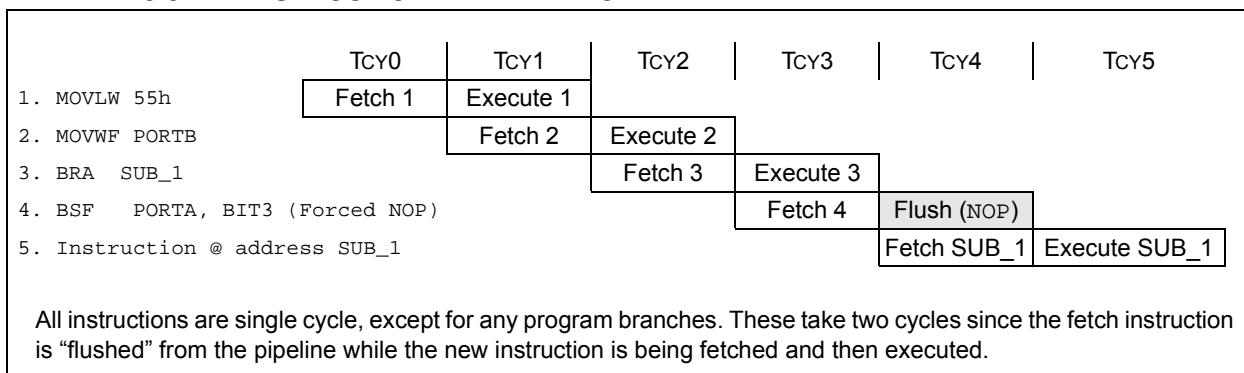 TCY0 TCY1 TCY2 TCY3 TCY4 TCY5
1. MOVLW 55h Fetch 1 Execute 1
2. MOVWF PORTB Fetch 2 Execute 2
3. BRA SUB_1 Fetch 3 Execute 3
4. BSF PORTA, BIT3 (Forced NOP) Fetch 4 Flush (NOP)
5. Instruction @ address SUB_1 Fetch SUB_1 Execute SUB_1
All instructions are single cycle, except for any program branches. These take two cycles since the fetch instruction
is “flushed” from the pipeline while the new instruction is being fetched and then executed.